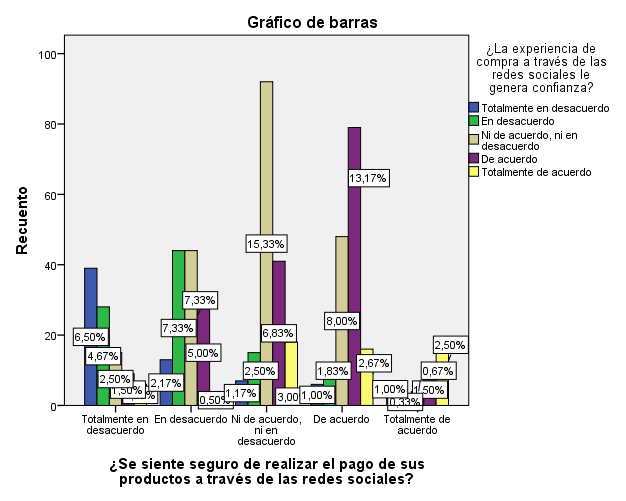 Gráfico de barras
¿La experiencia de
compra a través de las
redes sociales le
genera confianza?
Totalmente en desacuerdo
En desacuerdo
Ni de acuerdo, ni en
desacuerdo
De acuerdo
Totalmente de acuerdo
Recuento
100
80
60
40
20
0
6,50%
4,67%
2,50%
1,50%
2,17%
7,33%
7,33%
5,00%
0,50%
1,17%
2,50%
15,33%
6,83%
3,00
1,00%
1,83%
8,00%
13,17%
2,67%
1,00%
0,33%
1,50%
0,67%
2,50%
Totalmente en
desacuerdo
En desacuerdo
Ni de acuerdo,
ni en
desacuerdo
De acuerdo
Totalmente de
acuerdo
¿Se siente seguro de realizar el pago de sus
productos a través de las redes sociales?